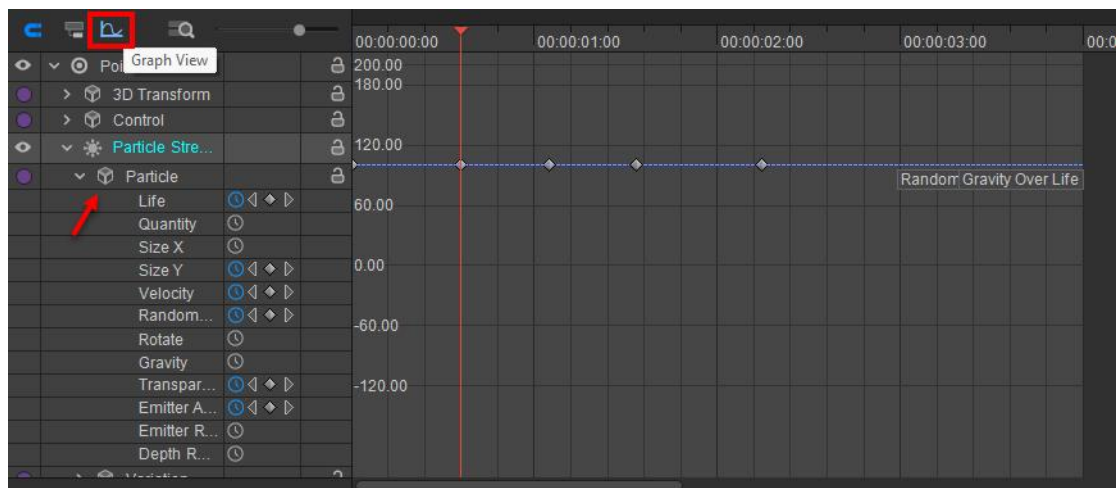 Graph View
00:00:00:00 00:00:01:00 00:00:02:00 00:00:03:00 00:0
200.00
3D Transform 180.00
Control
Particle Stre... 120.00
Particle
Random Gravity Over Life
Life 60.00
Quantity
Size X
Size Y 0.00
Velocity
Random...
-60.00
Rotate
Gravity
Transpar... -120.00
Emitter A...
Emitter R...
Depth R...